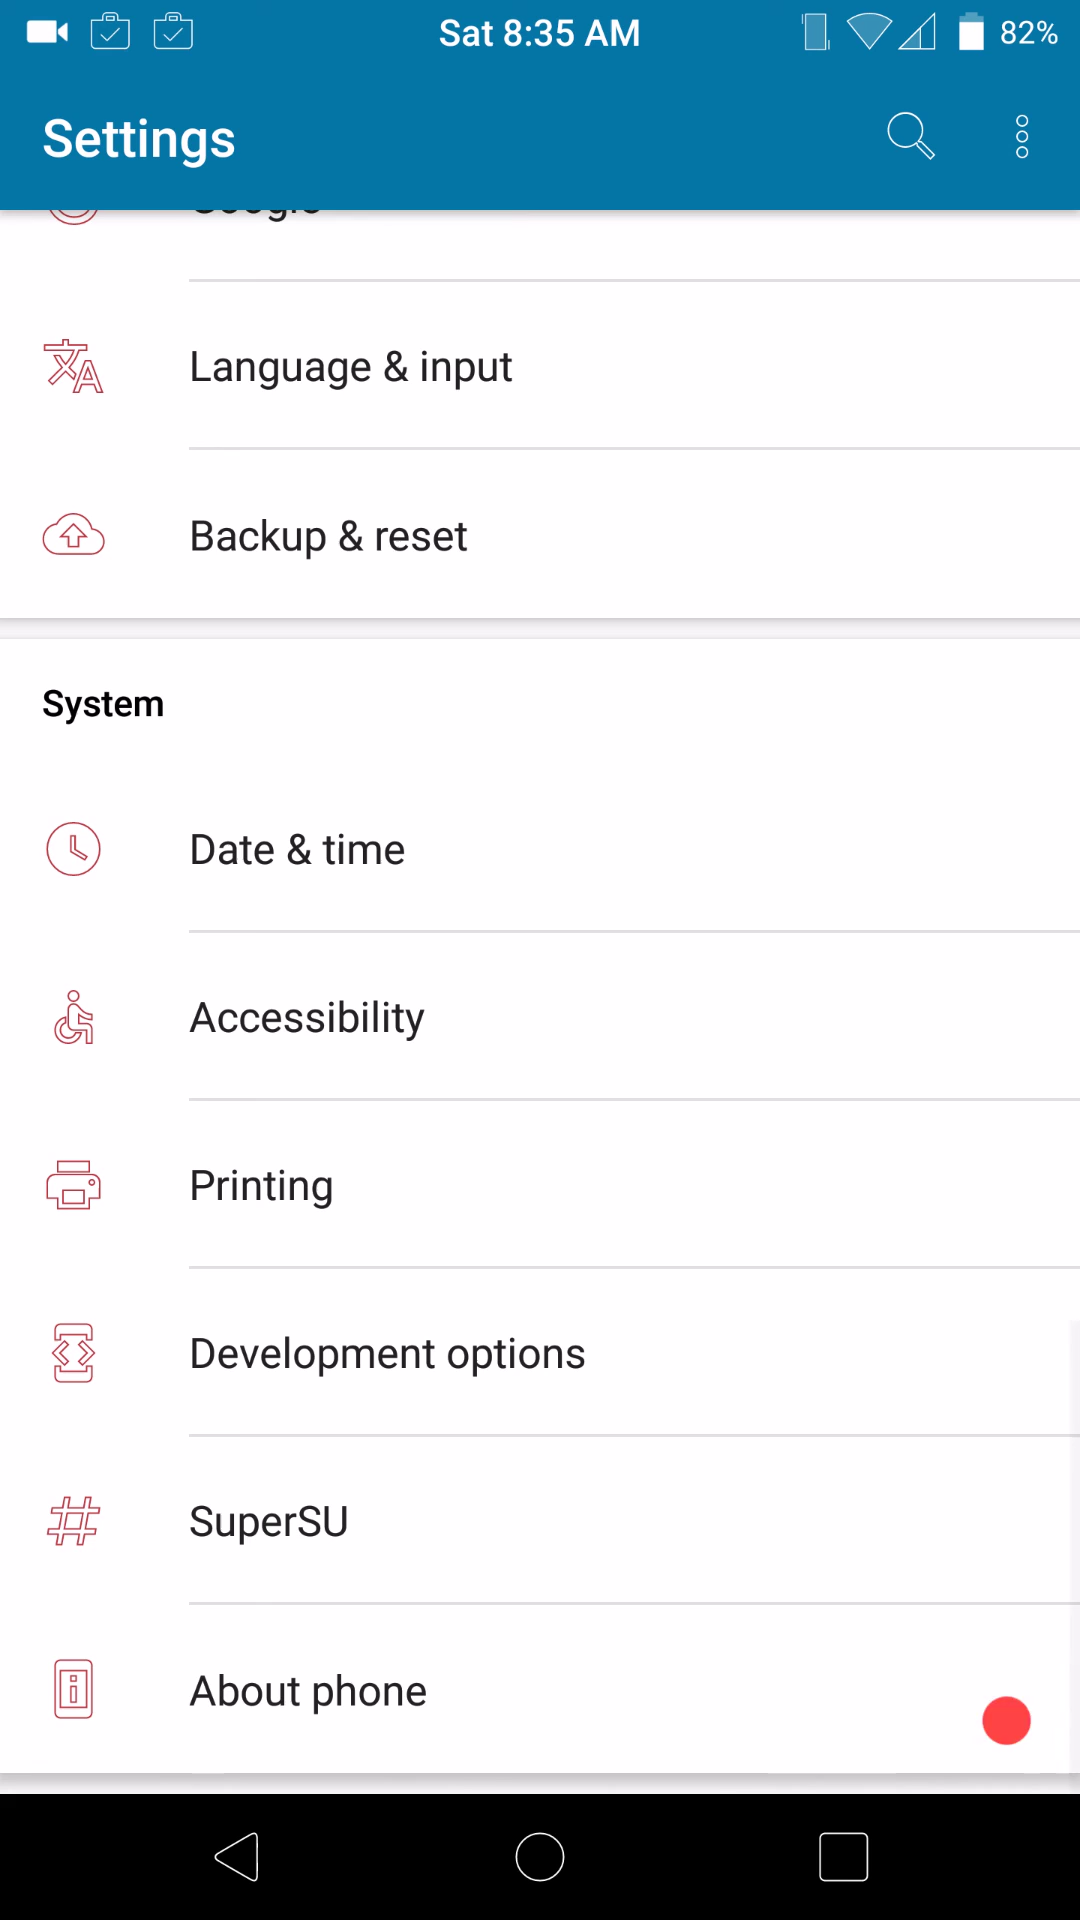 Sat 8:35 AM
82%
Settings
Google
Language & input
Backup & reset
System
Date & time
Accessibility
Printing
Development options
SuperSU
About phone